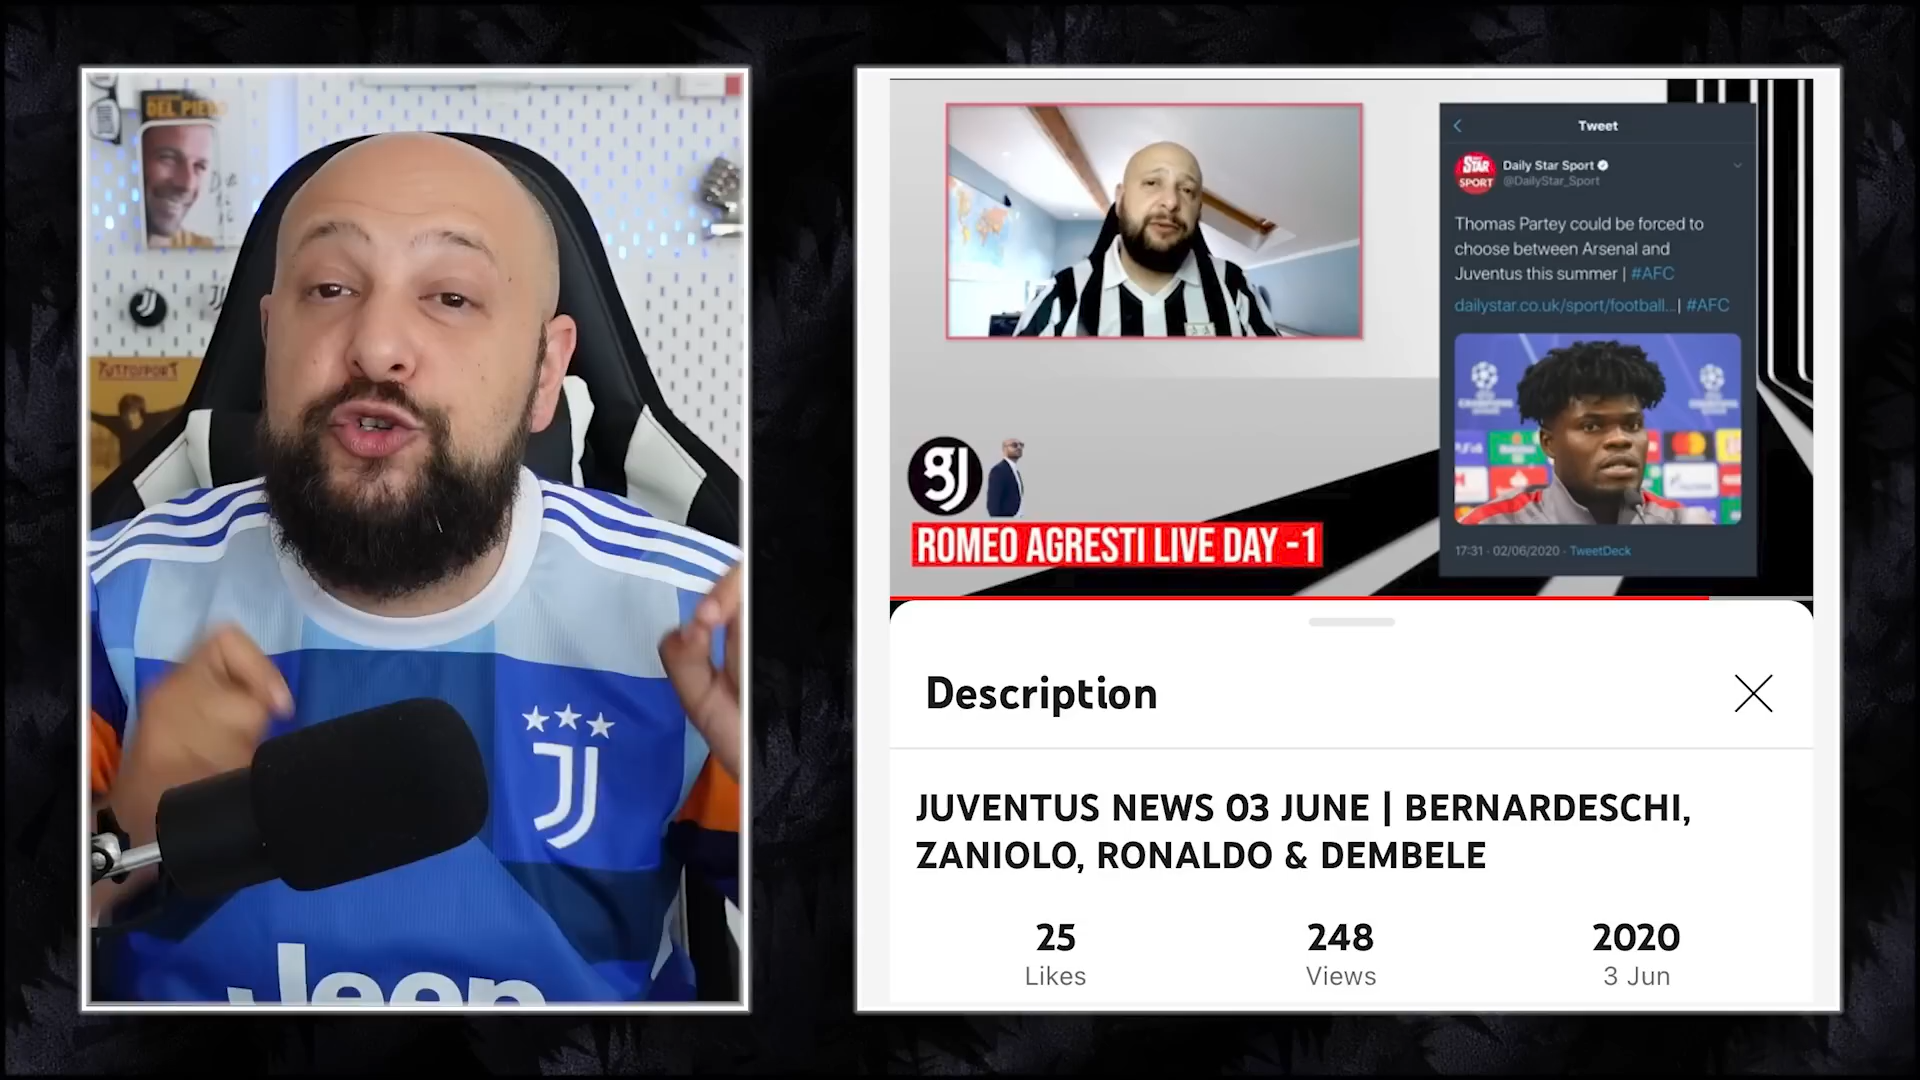 DEL PIERO
TUTTOSPORT
Jeep
Tweet
STAR
SPORT
Daily Star Sport
@DailyStar_Sport
Thomas Partey could be forced to
choose between Arsenal and
Juventus this summer | #AFC
dailystar.co.uk/sport/football... | #AFC
17:31 · 02/06/2020 · TweetDeck
ROMEO AGRESTI LIVE DAY -1
Description
JUVENTUS NEWS 03 JUNE | BERNARDESCHI,
ZANIOLO, RONALDO & DEMBELE
25
248
2020
Likes
Views
3 Jun